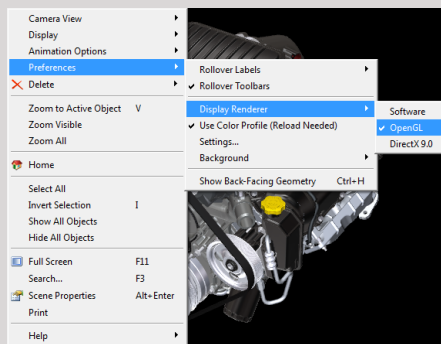 Camera View
Display
Animation Options
Preferences
Delete
Zoom to Active Object V
Zoom Visible
Zoom All
Home
Select All
Invert Selection I
Show All Objects
Hide All Objects
Full Screen F11
Search... F3
Scene Properties Alt+Enter
Print
Help
Rollover Labels
Rollover Toolbars
Display Renderer
Use Color Profile (Reload Needed)
Settings...
Background
Show Back-Facing Geometry Ctrl+H
Software
OpenGL
DirectX 9.0